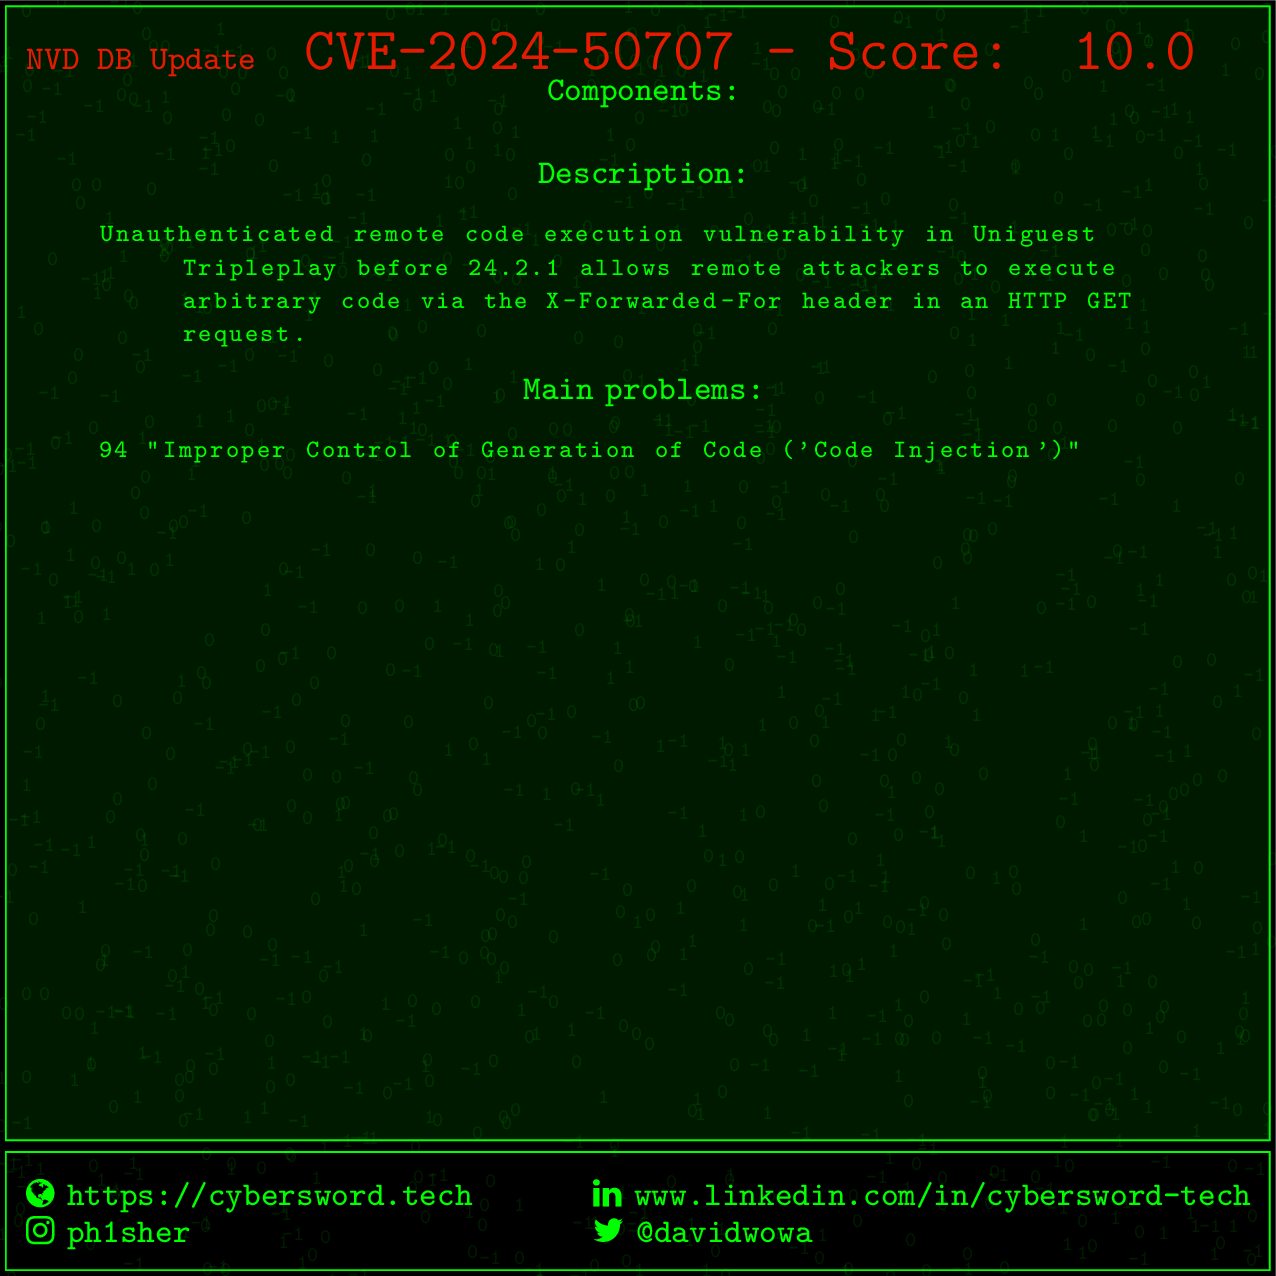 NVD DB Update CVE-2024-50707 - Score: 10.0
Components:
Description:
Unauthenticated remote code execution vulnerability in Uniguest
Tripleplay before 24.2.1 allows remote attackers to execute
arbitrary code via the X-Forwarded-For header in an HTTP GET
request.
Main problems:
94 "Improper Control of Generation of Code ('Code Injection')"
https://cybersword.tech
www.linkedin.com/in/cybersword-tech
ph1sher
@davidwowa